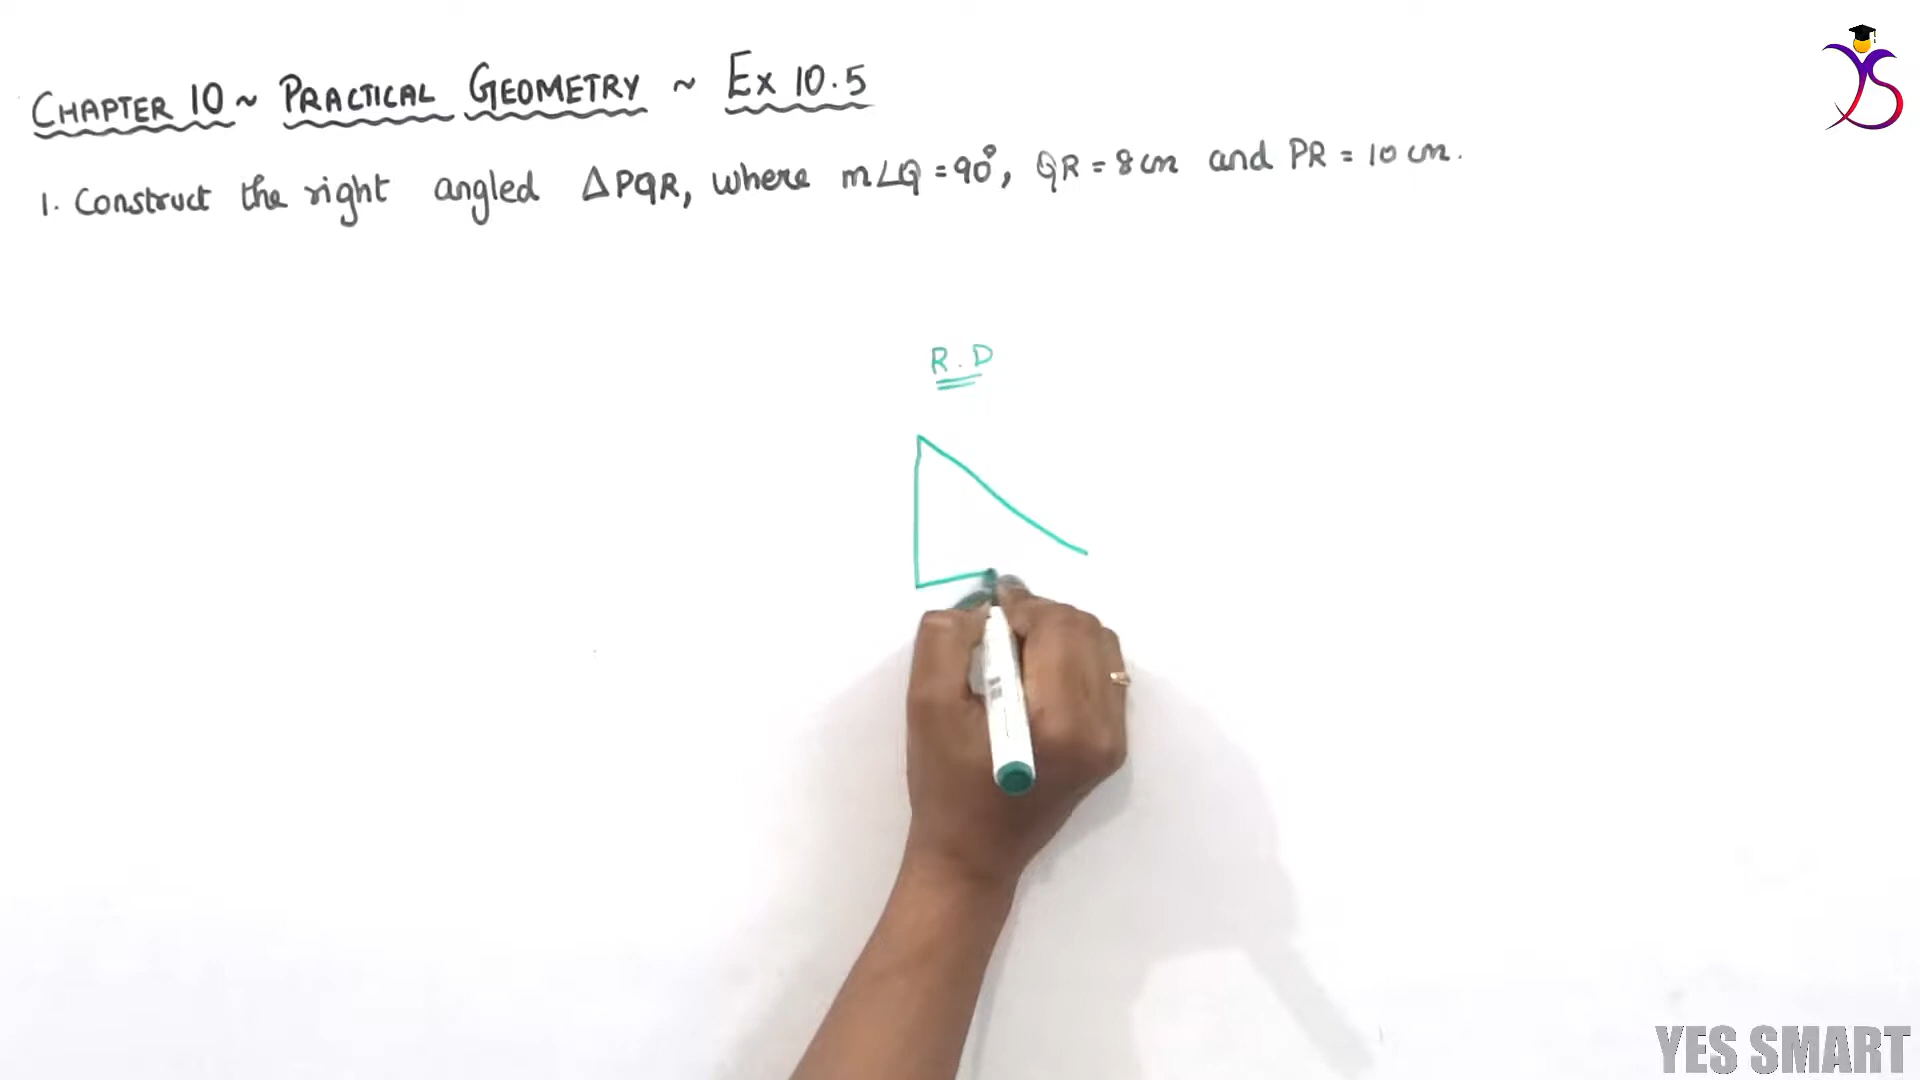 CHAPTER 10 ~ PRACTICAL GEOMETRY ~ Ex 10.5
1. Construct the right angled ΔPQR, where m∠Q = 90°, QR = 8 cm and PR = 10 cm.
R.D
YES SMART